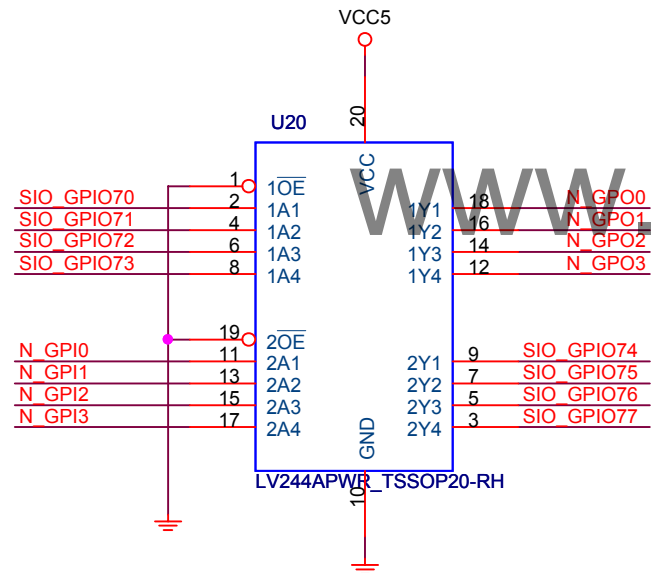 VCC5
20
U20
VCC
www.
1 1OE
SIO_GPIO70 2 1A1 1Y1 18 N_GPO0
SIO_GPIO71 4 1A2 1Y2 16 N_GPO1
SIO_GPIO72 6 1A3 1Y3 14 N_GPO2
SIO_GPIO73 8 1A4 1Y4 12 N_GPO3
19 2OE
N_GPI0 11 2A1 2Y1 9 SIO_GPIO74
N_GPI1 13 2A2 2Y2 7 SIO_GPIO75
N_GPI2 15 2A3 2Y3 5 SIO_GPIO76
N_GPI3 17 2A4 2Y4 3 SIO_GPIO77
GND
LV244APWR_TSSOP20-RH
10